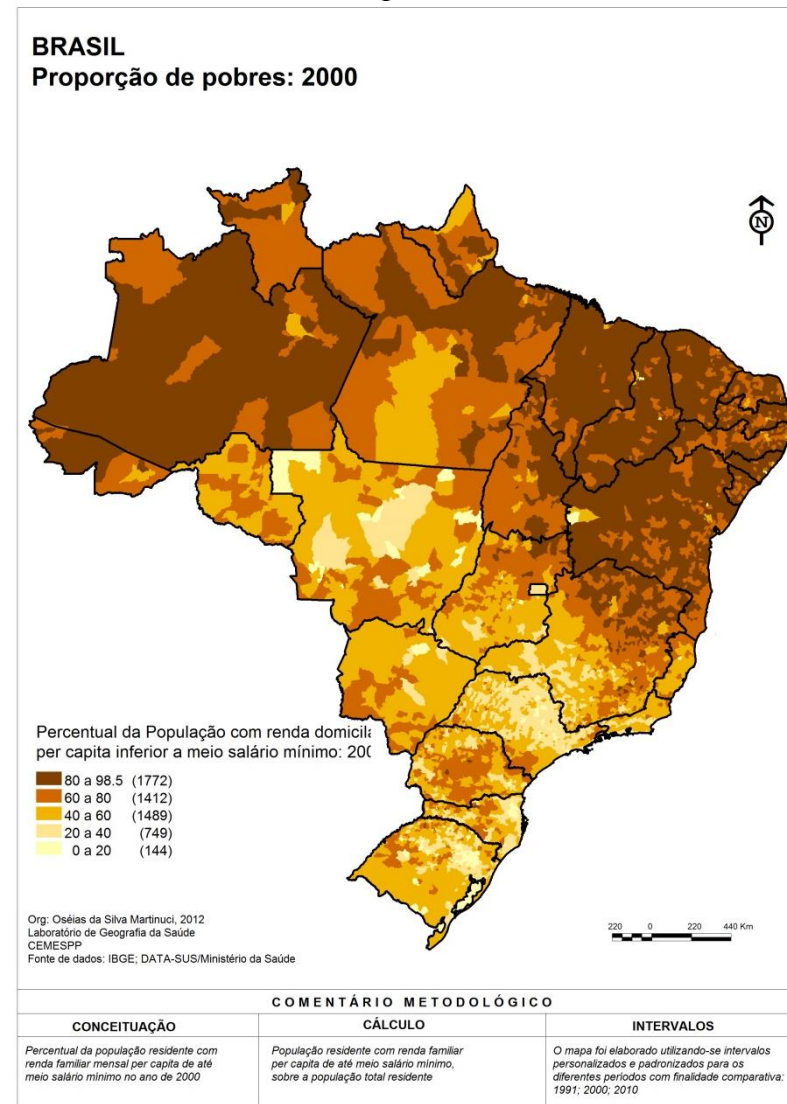 BRASIL
Proporção de pobres: 2000
N
Percentual da População com renda domicil
per capita inferior a meio salário mínimo: 200
80 a 98.5 (1772)
60 a 80 (1412)
40 a 60 (1489)
20 a 40 (749)
0 a 20 (144)
Org: Oséias da Silva Martinuci, 2012
Laboratório de Geografia da Saúde
CEMESPP
Fonte de dados: IBGE; DATA-SUS/Ministério da Saúde
220 0 220 440 Km
COMENTÁRIO METODOLÓGICO
CONCEITUAÇÃO
Percentual da população residente com
renda familiar mensal per capita de até
meio salário mínimo no ano de 2000
CÁLCULO
População residente com renda familiar
per capita de até meio salário mínimo,
sobre a população total residente
INTERVALOS
O mapa foi elaborado utilizando-se intervalos
personalizados e padronizados para os
diferentes períodos com finalidade comparativa:
1991; 2000; 2010